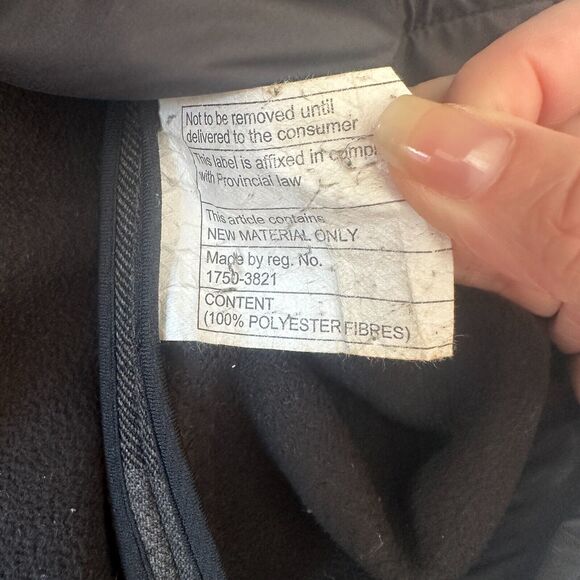 Not to be removed until
delivered to the consumer
This label is affixed in
with Provincial law
This article contains
NEW MATERIAL ONLY
Made by reg. No.
1750-3821
CONTENT
(100% POLYESTER FIBRES)